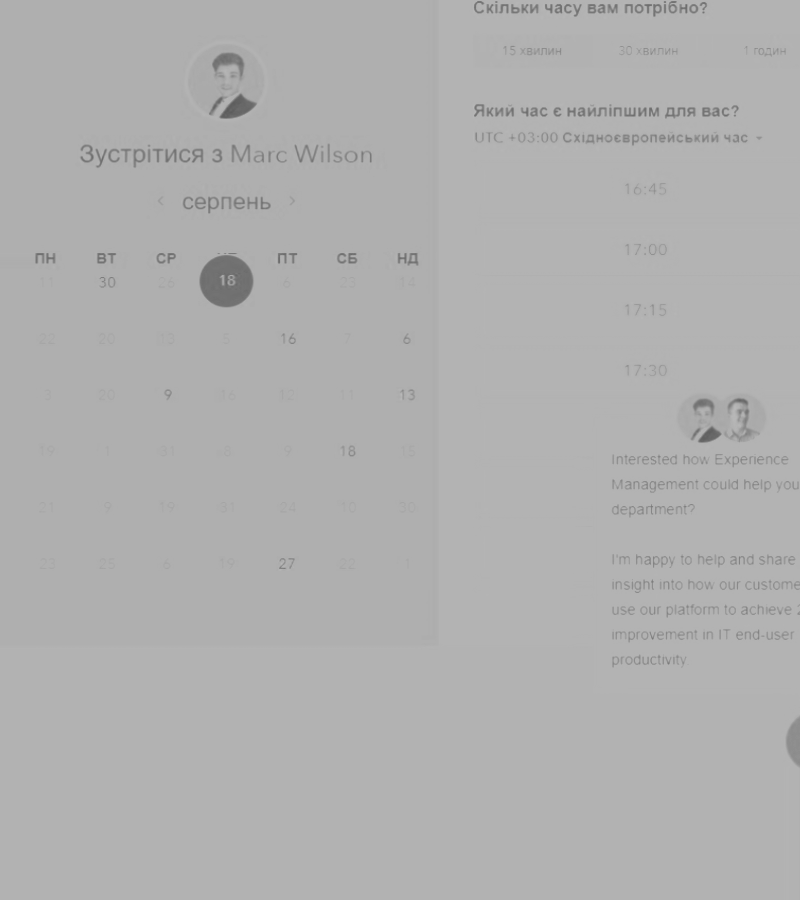 Зустрітися з Marc Wilson
серпень
ПН ВТ СР ПТ СБ НД
11 30 26 18 6 23 14
22 20 13 5 16 7 6
3 20 9 16 12 11 13
19 1 31 8 9 18 15
21 9 19 31 24 10 30
23 25 6 19 27 22 1
Скільки часу вам потрібно?
15 хвилин 30 хвилин 1 годин
Який час є найліпшим для вас?
UTC +03:00 Східноєвропейський час
16:45
17:00
17:15
17:30
Interested how Experience
Management could help you
department?
I'm happy to help and share
insight into how our custome
use our platform to achieve 2
improvement in IT end-user
productivity